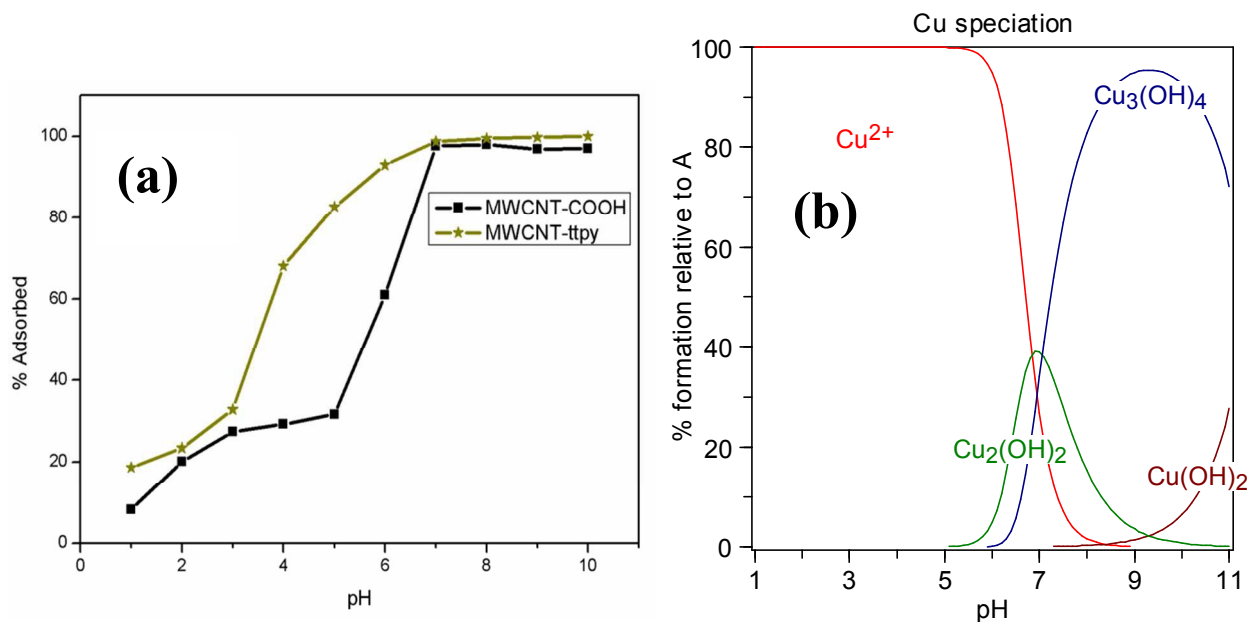 (a)
% Adsorbed
100
80
60
40
20
0
0 2 4 6 8 10
pH
MWCNT-COOH
MWCNT-ttpy
Cu speciation
(b)
% formation relative to A
100
80
60
40
20
0
1 3 5 7 9 11
pH
Cu²⁺
Cu₃(OH)₄
Cu₂(OH)₂
Cu(OH)₂